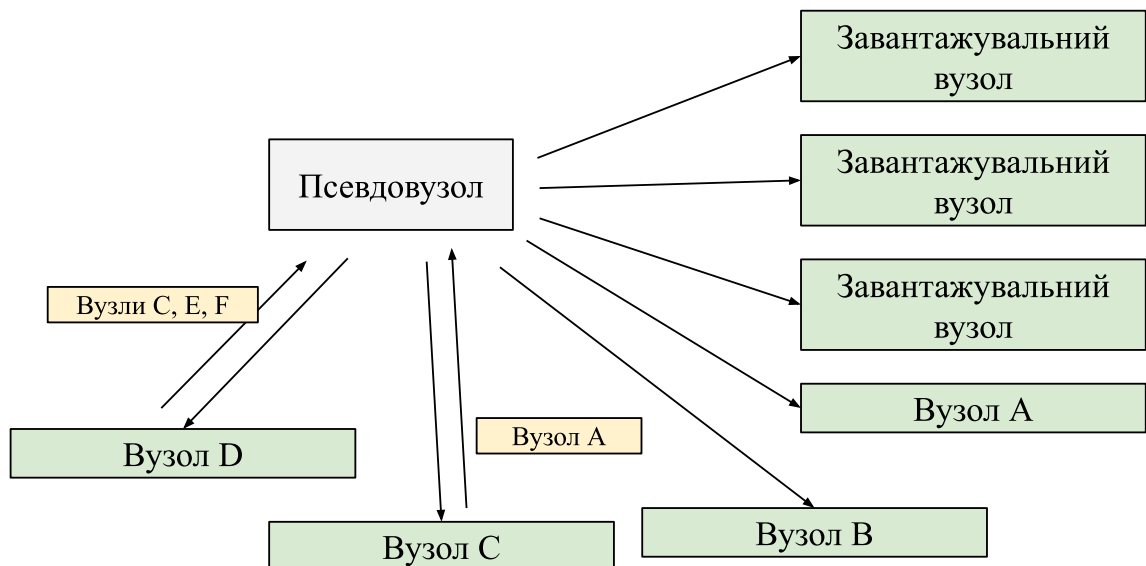 Завантажувальний
вузол
Псевдовузол
Завантажувальний
вузол
Завантажувальний
вузол
Вузли C, E, F
Вузол A
Вузол A
Вузол D
Вузол B
Вузол C